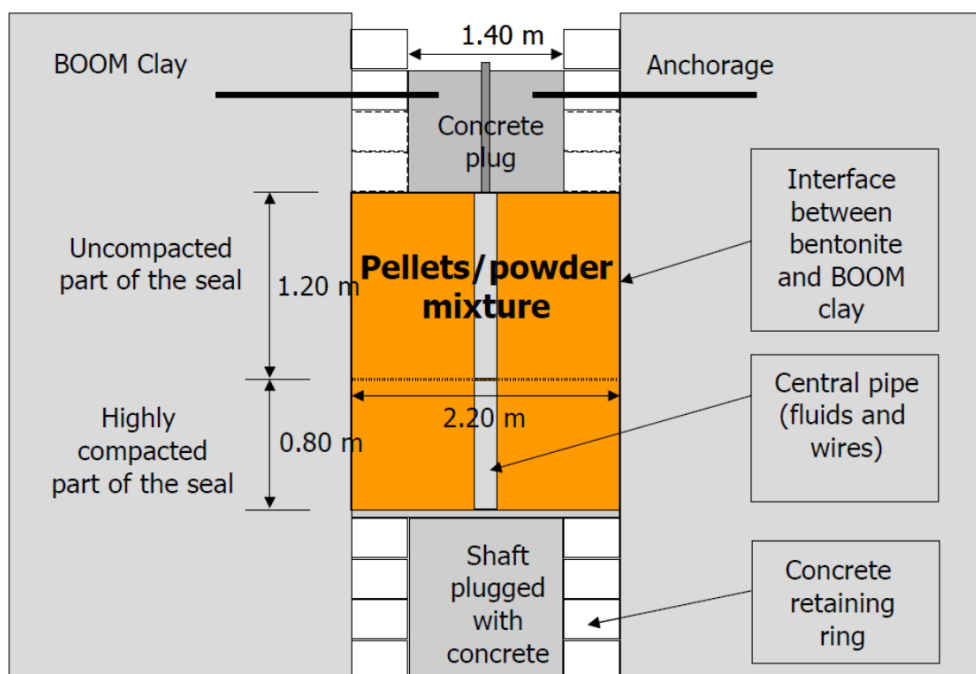 1.40 m
BOOM Clay
Anchorage
Concrete
plug
Interface
between
bentonite
and BOOM
clay
Uncompacted
part of the seal
1.20 m
Pellets/powder
mixture
Central pipe
(fluids and
wires)
2.20 m
Highly
compacted
part of the seal
0.80 m
Shaft
plugged
with
concrete
Concrete
retaining
ring